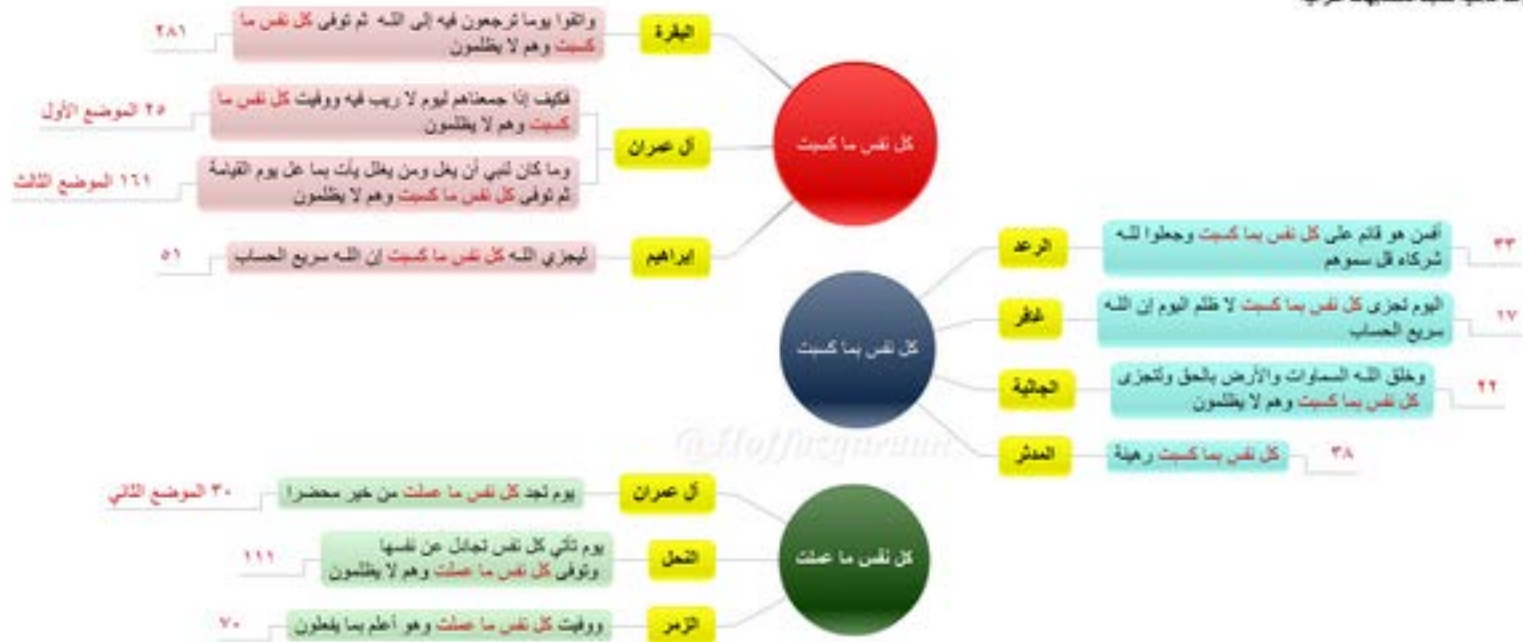 كل نفس ما كسبت
البقرة
واتقوا يوما ترجعون فيه إلى الله ثم توفى كل نفس ما
كسبت وهم لا يظلمون
٢٨١
آل عمران
فكيف إذا جمعناهم ليوم لا ريب فيه ووفيت كل نفس ما
كسبت وهم لا يظلمون
٢٥ الموضع الأول
وما كان لنبي أن يغل ومن يغلل يأت بما غل يوم القيامة
ثم توفى كل نفس ما كسبت وهم لا يظلمون
١٦١ الموضع الثالث
إبراهيم
ليجزي الله كل نفس ما كسبت إن الله سريع الحساب
٥١
كل نفس بما كسبت
الرعد
أفمن هو قائم على كل نفس بما كسبت وجعلوا لله
شركاء قل سموهم
٣٣
غافر
اليوم تجزى كل نفس بما كسبت لا ظلم اليوم إن الله
سريع الحساب
١٧
الجاثية
وخلق الله السماوات والأرض بالحق ولتجزى
كل نفس بما كسبت وهم لا يظلمون
٢٢
المدثر
كل نفس بما كسبت رهينة
٣٨
@Hoffazquraan
كل نفس ما عملت
آل عمران
يوم تجد كل نفس ما عملت من خير محضرا
٣٠ الموضع الثاني
النحل
يوم تأتي كل نفس تجادل عن نفسها
وتوفى كل نفس ما عملت وهم لا يظلمون
١١١
الزمر
ووفيت كل نفس ما عملت وهو أعلم بما يفعلون
٧٠